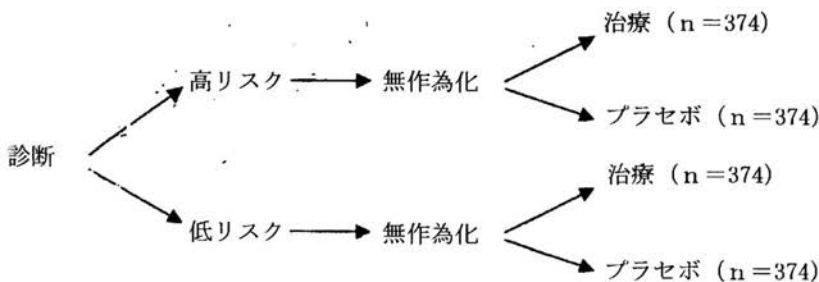 治療(n=374)
高リスク 無作為化
プラセボ(n=374)
診断
治療(n=374)
低リスク 無作為化
プラセボ(n=374)